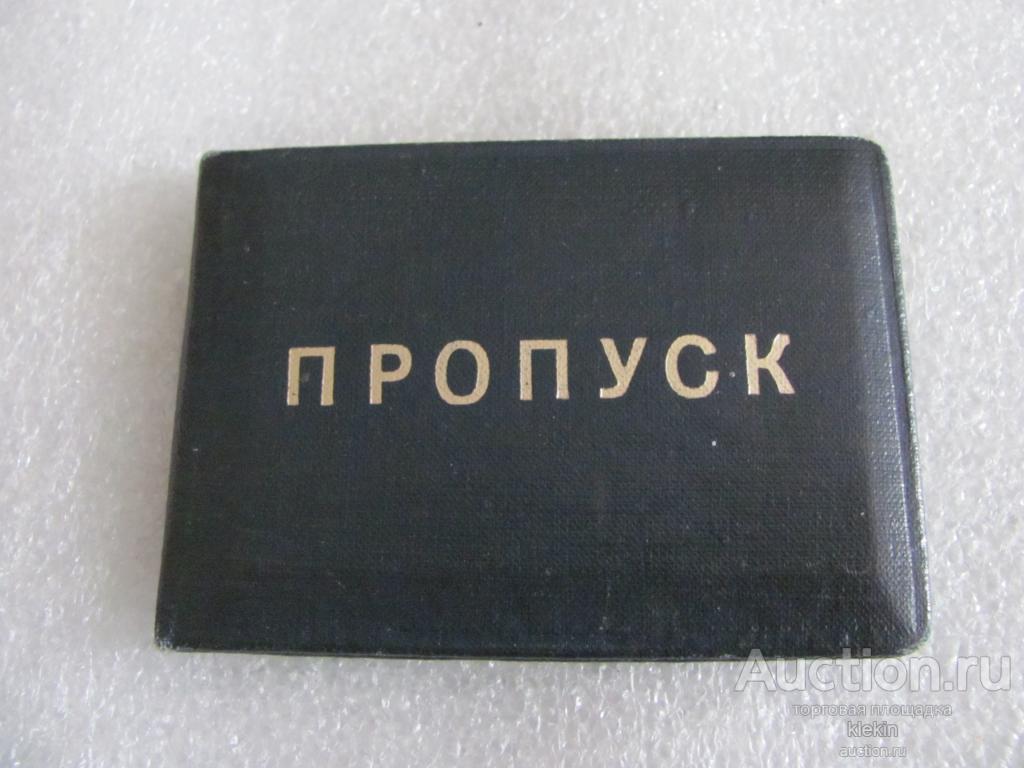 ПРОПУСК
Auction.ru
торговая площадка
klekin
auction.ru